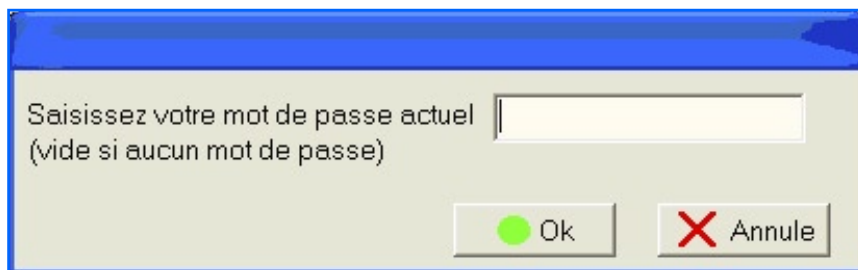 Saisissez votre mot de passe actuel
(vide si aucun mot de passe)
Ok
Annule